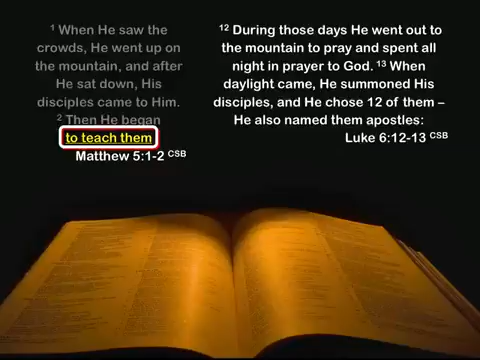 ¹ When He saw the
crowds, He went up on
the mountain, and after
He sat down, His
disciples came to Him.
² Then He began
to teach them
Matthew 5:1-2 CSB
¹² During those days He went out to
the mountain to pray and spent all
night in prayer to God. ¹³ When
daylight came, He summoned His
disciples, and He chose 12 of them –
He also named them apostles:
Luke 6:12-13 CSB